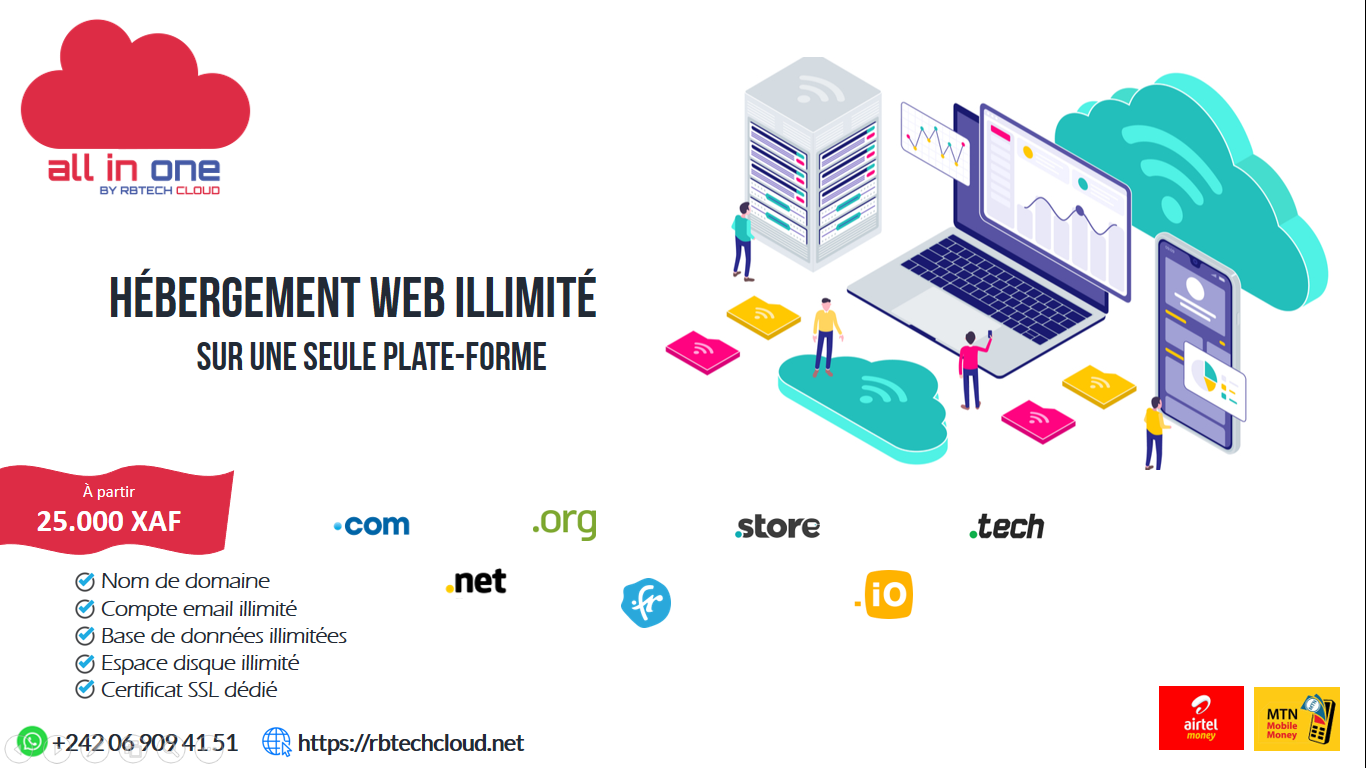 all in one
BY RBTECH CLOUD
HÉBERGEMENT WEB ILLIMITÉ
SUR UNE SEULE PLATE-FORME
À partir
25.000 XAF
.com
.org
.store
.tech
.net
.fr
.io
Nom de domaine
Compte email illimité
Base de données illimitées
Espace disque illimité
Certificat SSL dédié
+242 06 909 41 51
https://rbtechcloud.net
airtel
money
MTN
Mobile
Money